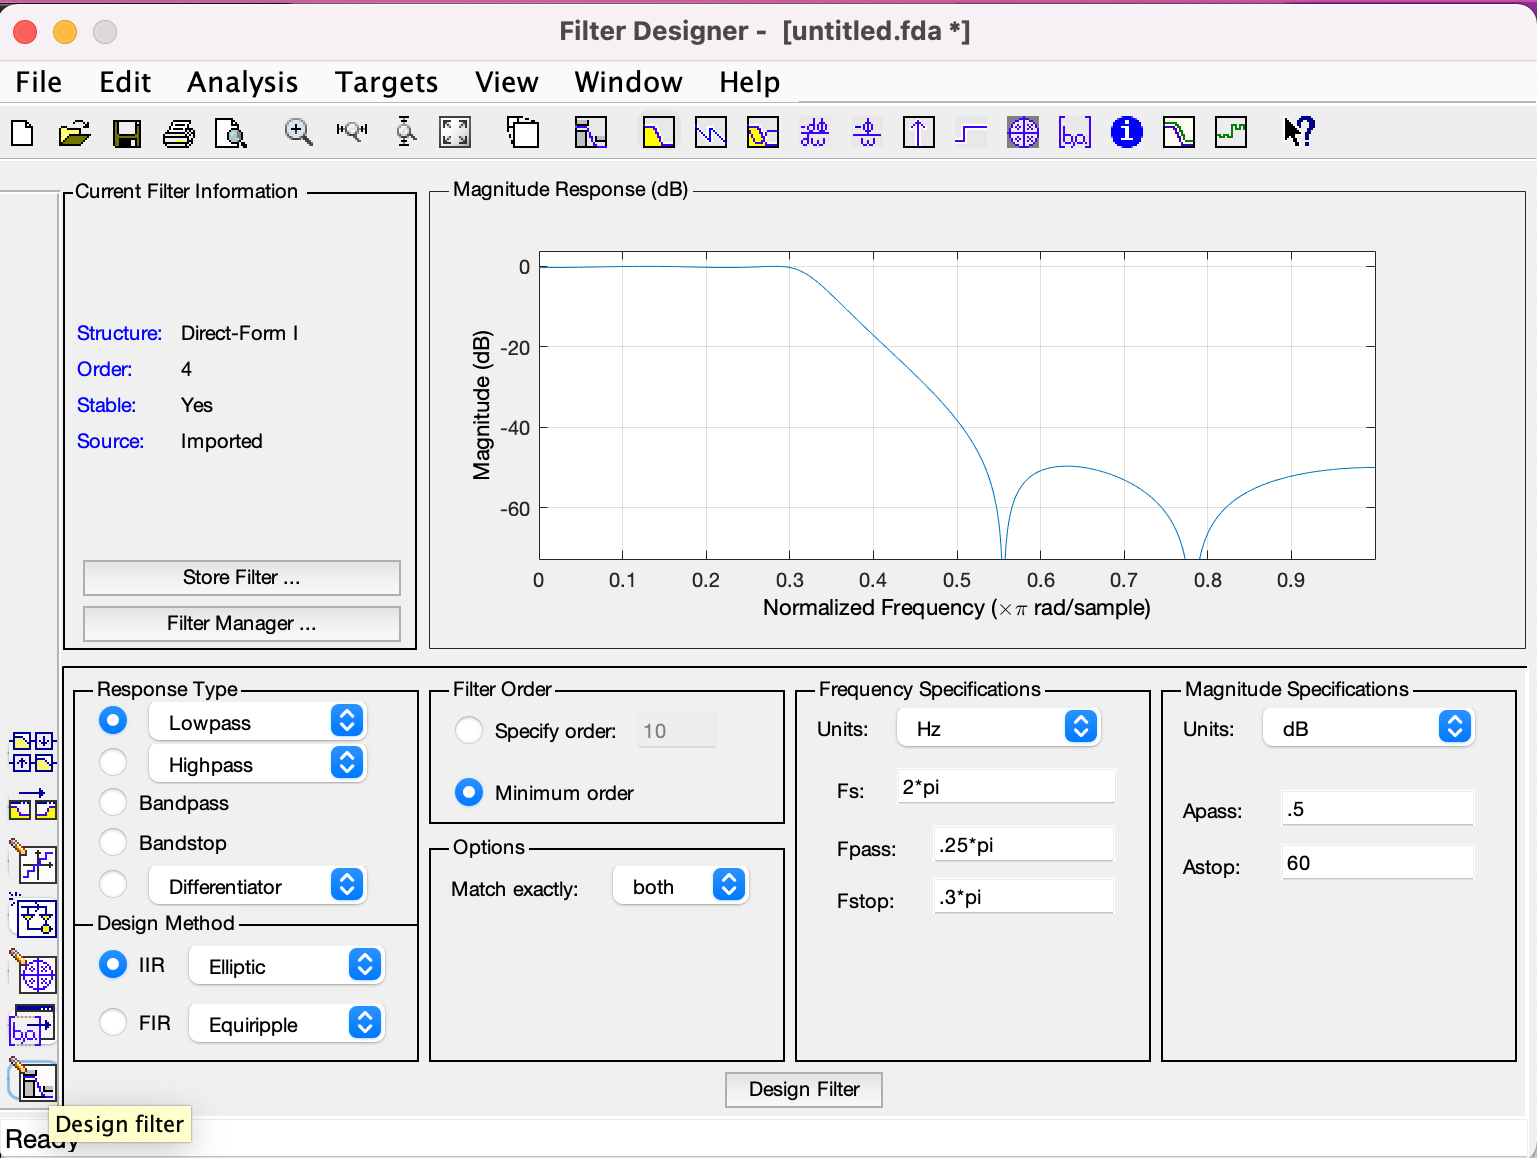 Filter Designer -  [untitled.fda *]
File Edit Analysis Targets View Window Help
Current Filter Information
Structure: Direct-Form I
Order: 4
Stable: Yes
Source: Imported
Store Filter ...
Filter Manager ...
Magnitude Response (dB)
0
-20
-40
-60
Magnitude (dB)
0 0.1 0.2 0.3 0.4 0.5 0.6 0.7 0.8 0.9
Normalized Frequency (×π rad/sample)
Response Type
Lowpass
Highpass
Bandpass
Bandstop
Differentiator
Design Method
IIR Elliptic
FIR Equiripple
Filter Order
Specify order: 10
Minimum order
Options
Match exactly: both
Frequency Specifications
Units: Hz
Fs: 2*pi
Fpass: .25*pi
Fstop: .3*pi
Magnitude Specifications
Units: dB
Apass: .5
Astop: 60
Design Filter
Design filter
Ready